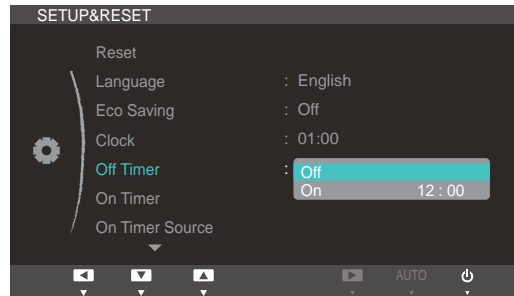 SETUP&RESET
Reset
Language : English
Eco Saving : Off
Clock : 01:00
Off Timer : Off
On 12 : 00
On Timer
On Timer Source
AUTO